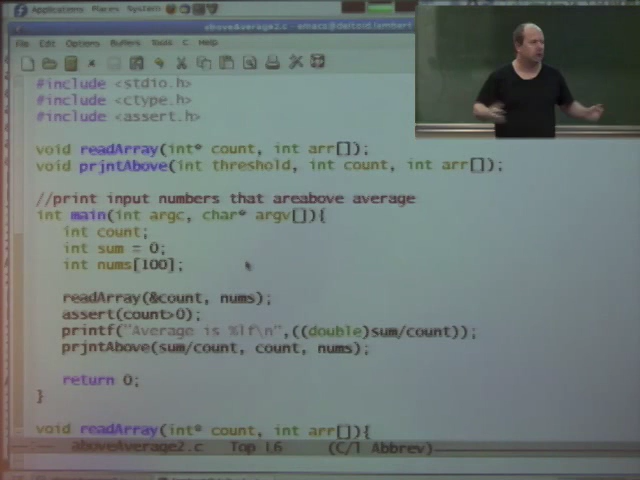 Applications Places System
aboveAverage2.c - emacs@deltoid.lambert
File Edit Options Buffers Tools C Help
#include <stdio.h>
#include <ctype.h>
#include <assert.h>
void readArray(int* count, int arr[]);
void printAbove(int threshold, int count, int arr[]);
//print input numbers that areabove average
int main(int argc, char* argv[]){
int count;
int sum = 0;
int nums[100];
readArray(&count, nums);
assert(count>0);
printf("Average is %lf\n",((double)sum/count));
printAbove(sum/count, count, nums);
return 0;
}
void readArray(int* count, int arr[]){
aboveAverage2.c Top L6 (C/l Abbrev)